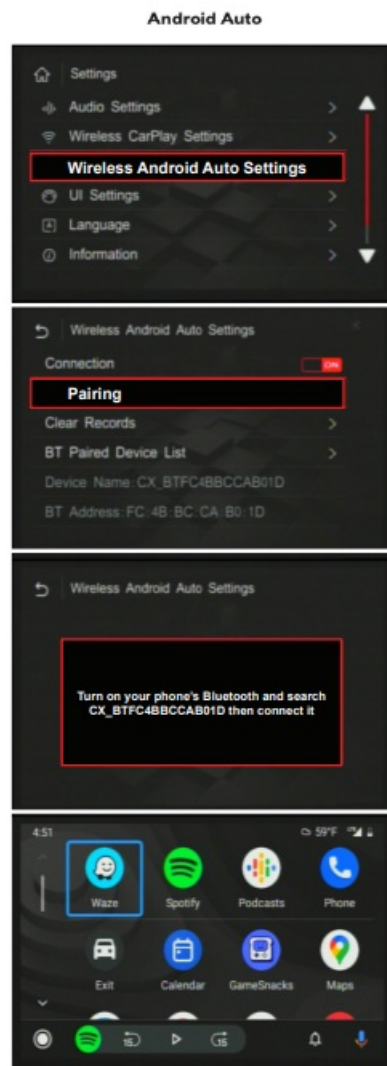 Android Auto
Settings
Audio Settings
Wireless CarPlay Settings
Wireless Android Auto Settings
UI Settings
Language
Information
Wireless Android Auto Settings
Connection ON
Pairing
Clear Records
BT Paired Device List
Device Name:CX_BTFC4BBCCAB01D
BT Address:FC:4B:BC:CA:B0:1D
Wireless Android Auto Settings
Turn on your phone's Bluetooth and search
CX_BTFC4BBCCAB01D then connect it
4:51 59°F LTE
Waze Spotify Podcasts Phone
Exit Calendar GameSnacks Maps
15 15